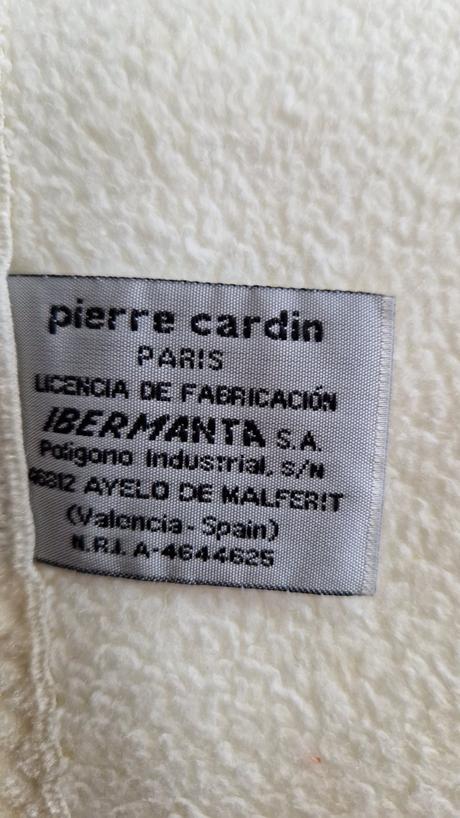 pierre cardin
PARIS
LICENCIA DE FABRICACIÓN
IBERMANTA S.A.
Polígono Industrial, S/N
46812 AYELO DE MALFERIT
(Valencia-Spain)
N.R.I. A-4644625